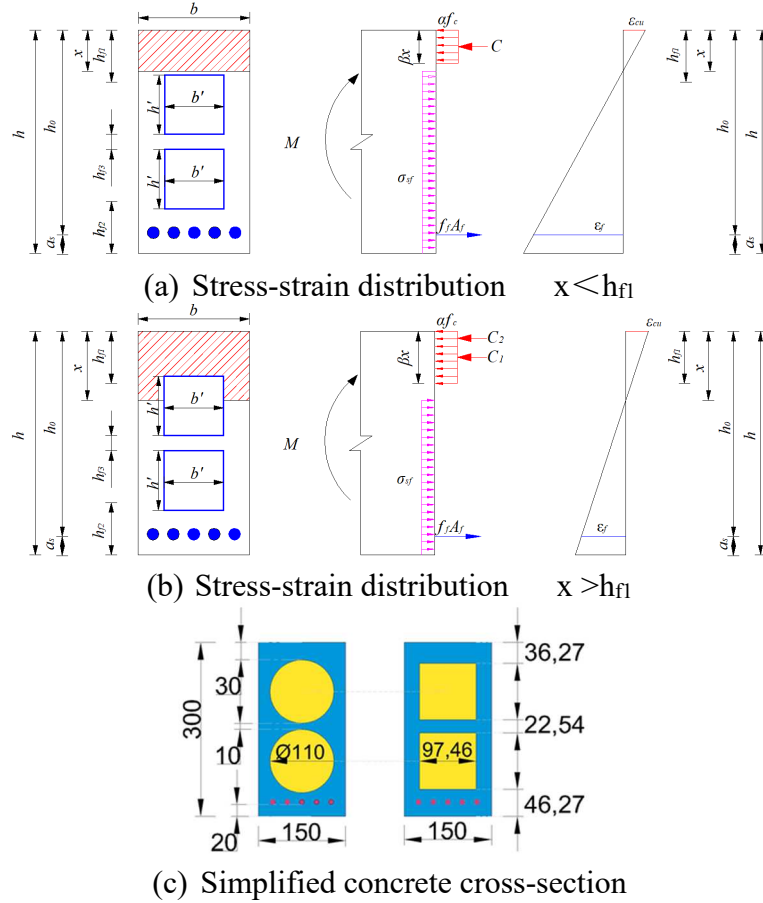 b
αf_c
ε_cu
βx
C
h_f1
x
h
h_0
h'
b'
M
h_f3
h'
b'
σ_sf
h_f2
a_s
f_f A_f
ε_f
h_f1
x
h_0
h
a_s
(a) Stress-strain distribution x＜h_f1
b
αf_c
ε_cu
βx
C_2
C_1
h_f1
x
h
h_0
h'
b'
M
h_f3
h'
b'
σ_sf
h_f2
a_s
f_f A_f
ε_f
h_f1
x
h_0
h
a_s
(b) Stress-strain distribution x >h_f1
36,27
30
300
22,54
10
Ø110
97,46
46,27
20
150
150
(c) Simplified concrete cross-section